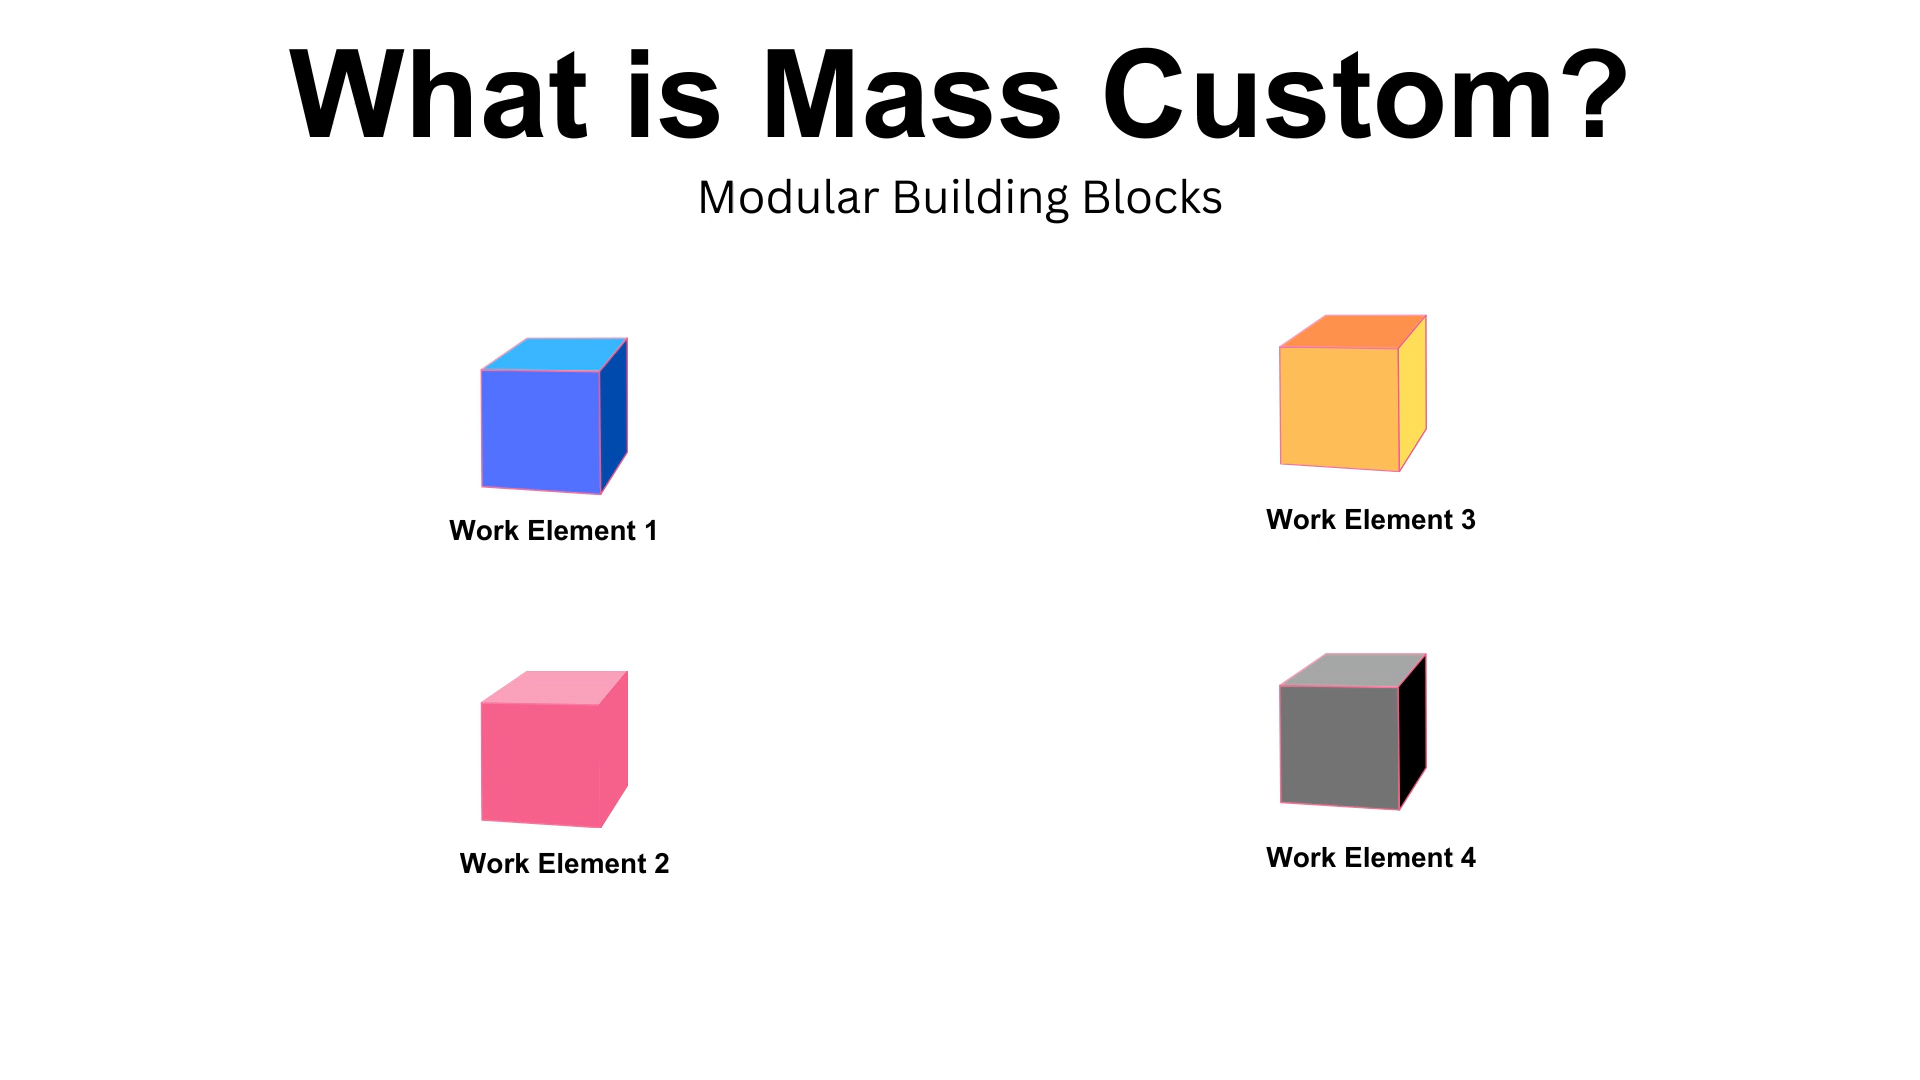 What is Mass Custom?
Modular Building Blocks
Work Element 1
Work Element 3
Work Element 2
Work Element 4